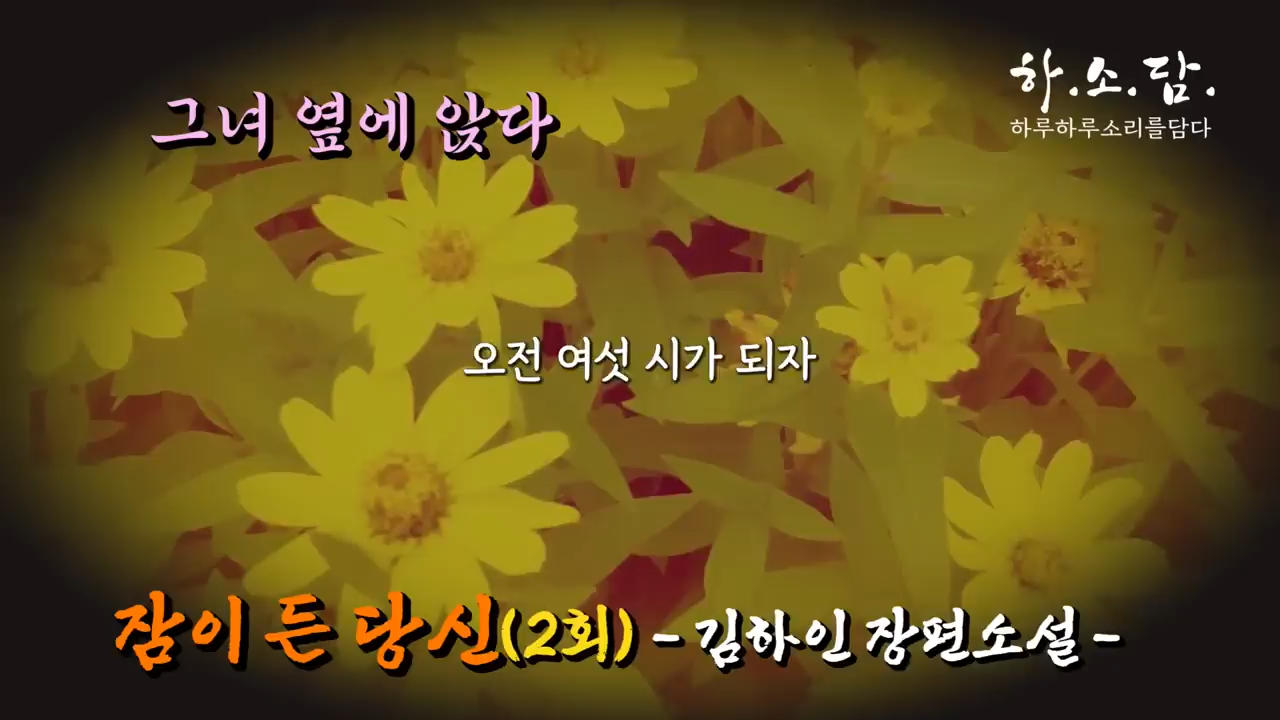 하.소.담.
하루하루소리를담다
그녀 옆에 앉다
오전 여섯 시가 되자
잠이 든 당신(2회) - 김하인 장편소설 -